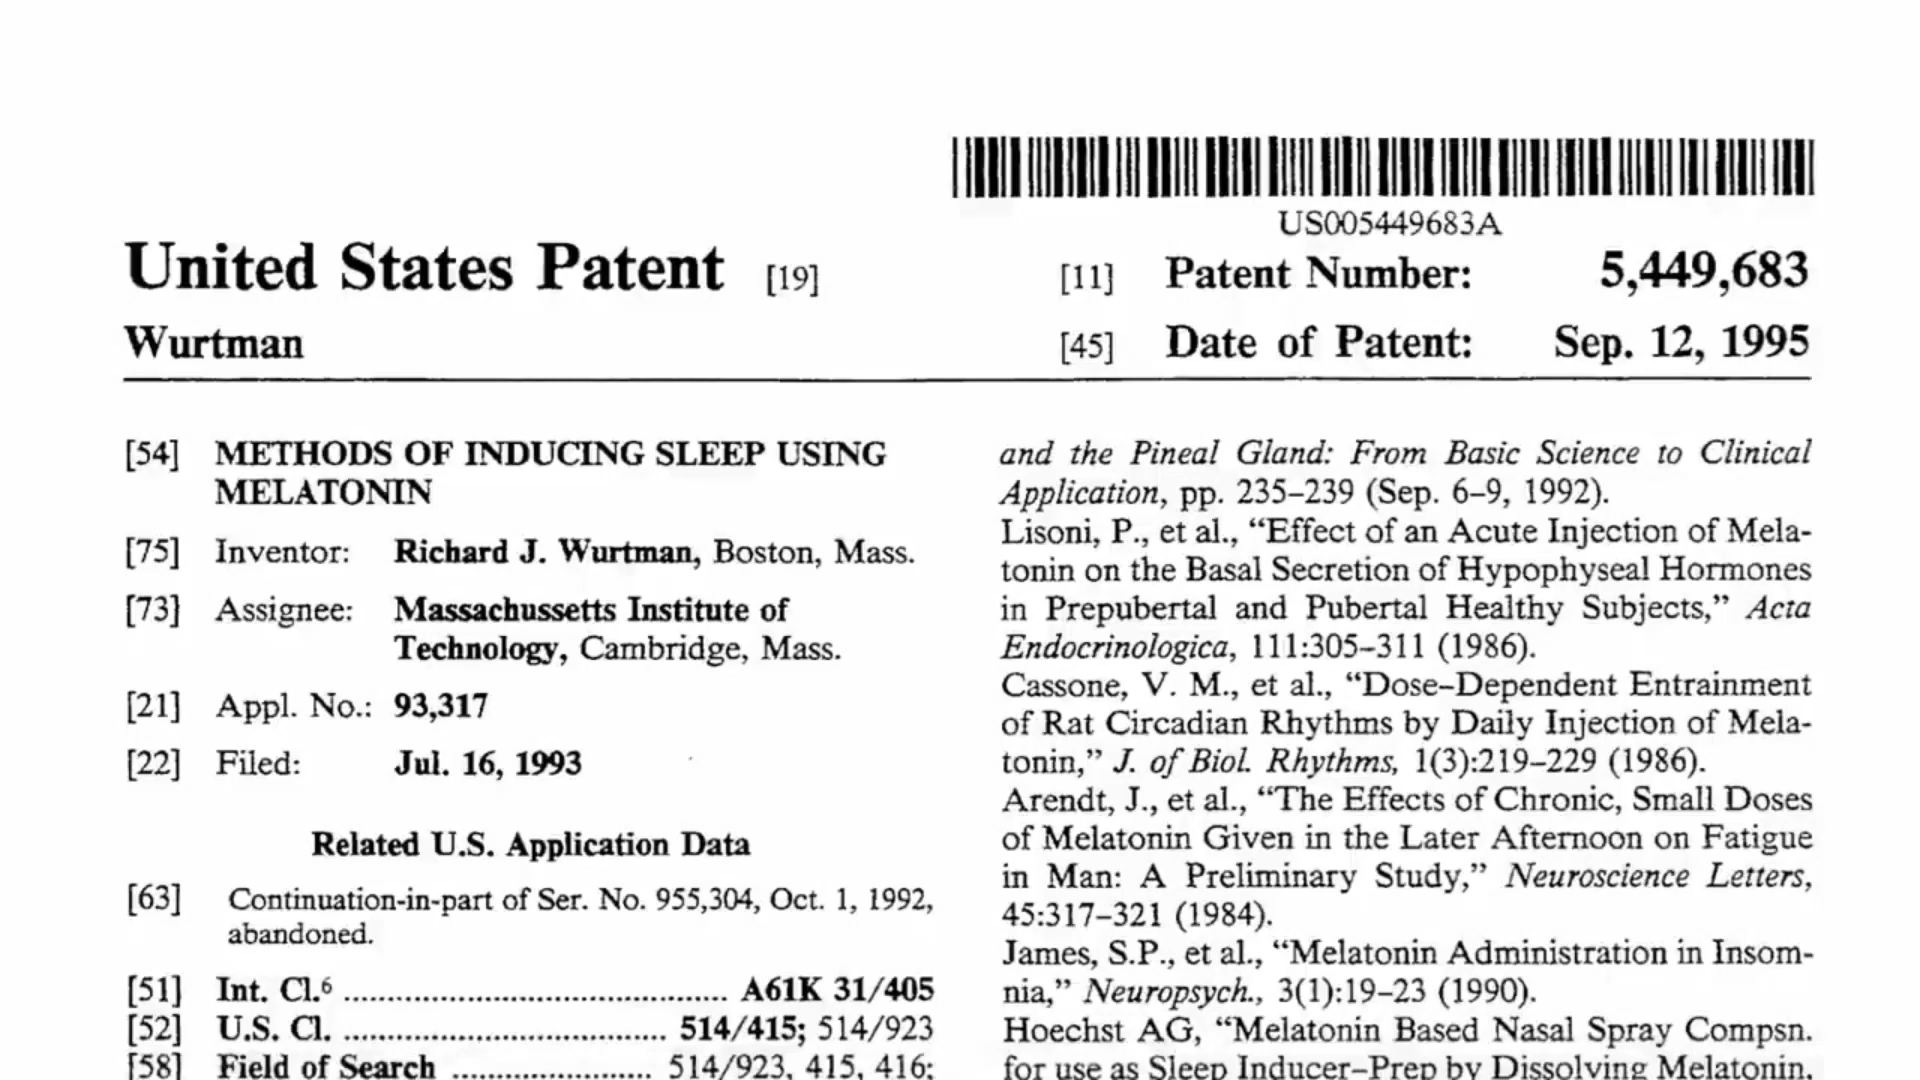 US005449683A
United States Patent [19]
[11] Patent Number: 5,449,683
Wurtman
[45] Date of Patent: Sep. 12, 1995
[54] METHODS OF INDUCING SLEEP USING
MELATONIN
[75] Inventor: Richard J. Wurtman, Boston, Mass.
[73] Assignee: Massachussetts Institute of
Technology, Cambridge, Mass.
[21] Appl. No.: 93,317
[22] Filed: Jul. 16, 1993
Related U.S. Application Data
[63] Continuation-in-part of Ser. No. 955,304, Oct. 1, 1992,
abandoned.
[51] Int. Cl.⁶ ........................................ A61K 31/405
[52] U.S. Cl. .................................. 514/415; 514/923
[58] Field of Search ..................... 514/923, 415, 416;
and the Pineal Gland: From Basic Science to Clinical
Application, pp. 235–239 (Sep. 6–9, 1992).
Lisoni, P., et al., “Effect of an Acute Injection of Mela-
tonin on the Basal Secretion of Hypophyseal Hormones
in Prepubertal and Pubertal Healthy Subjects,” Acta
Endocrinologica, 111:305–311 (1986).
Cassone, V. M., et al., “Dose–Dependent Entrainment
of Rat Circadian Rhythms by Daily Injection of Mela-
tonin,” J. of Biol. Rhythms, 1(3):219–229 (1986).
Arendt, J., et al., “The Effects of Chronic, Small Doses
of Melatonin Given in the Later Afternoon on Fatigue
in Man: A Preliminary Study,” Neuroscience Letters,
45:317–321 (1984).
James, S.P., et al., “Melatonin Administration in Insom-
nia,” Neuropsych., 3(1):19–23 (1990).
Hoechst AG, “Melatonin Based Nasal Spray Compsn.
for use as Sleep Inducer–Prep by Dissolving Melatonin,